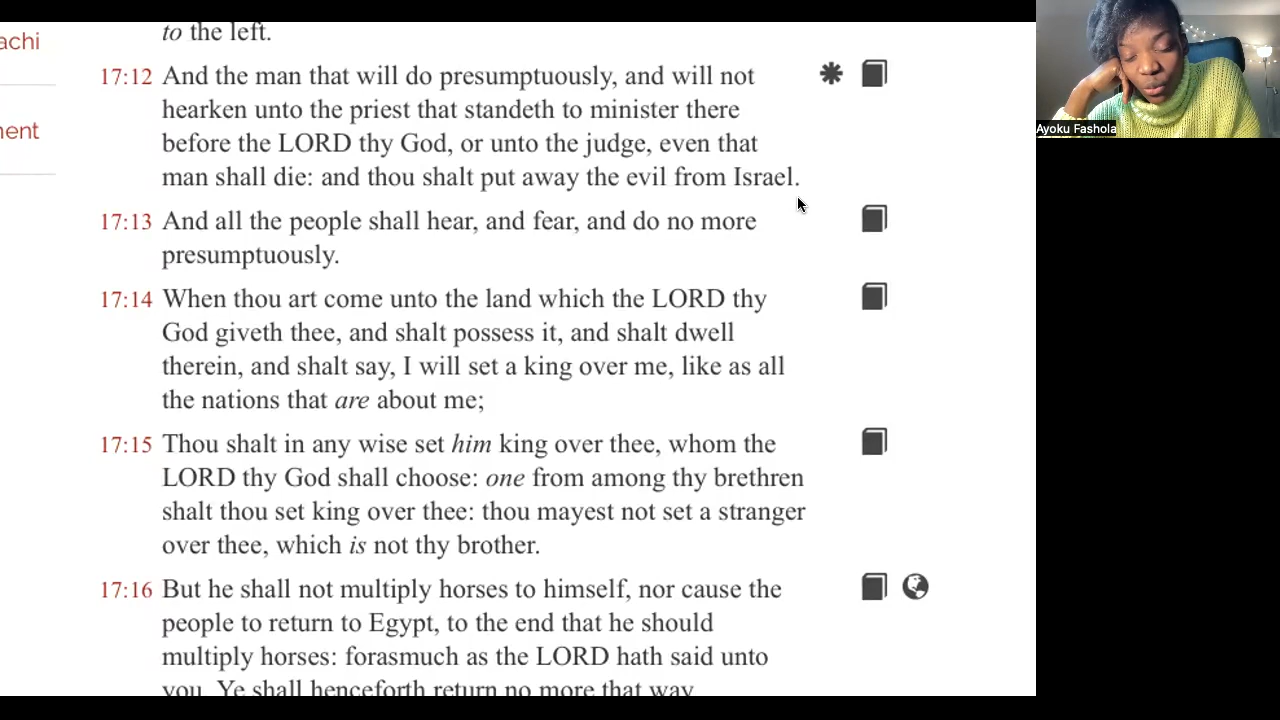 to the left.
achi
17:12 And the man that will do presumptuously, and will not
hearken unto the priest that standeth to minister there
before the LORD thy God, or unto the judge, even that
man shall die: and thou shalt put away the evil from Israel.
ment
17:13 And all the people shall hear, and fear, and do no more
presumptuously.
17:14 When thou art come unto the land which the LORD thy
God giveth thee, and shalt possess it, and shalt dwell
therein, and shalt say, I will set a king over me, like as all
the nations that are about me;
17:15 Thou shalt in any wise set him king over thee, whom the
LORD thy God shall choose: one from among thy brethren
shalt thou set king over thee: thou mayest not set a stranger
over thee, which is not thy brother.
17:16 But he shall not multiply horses to himself, nor cause the
people to return to Egypt, to the end that he should
multiply horses: forasmuch as the LORD hath said unto
you, Ye shall henceforth return no more that way
Ayoku Fashola